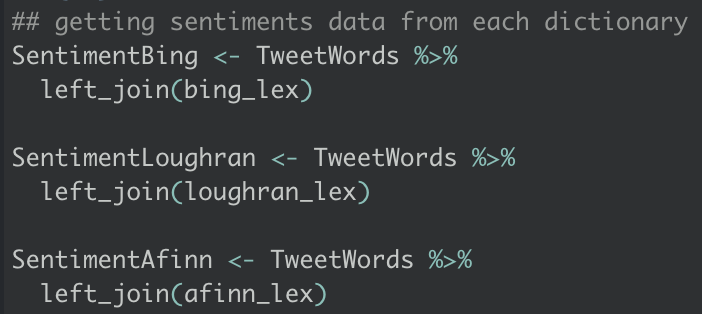 ## getting sentiments data from each dictionary
SentimentBing <- TweetWords %>%
  left_join(bing_lex)

SentimentLoughran <- TweetWords %>%
  left_join(loughran_lex)

SentimentAfinn <- TweetWords %>%
  left_join(afinn_lex)